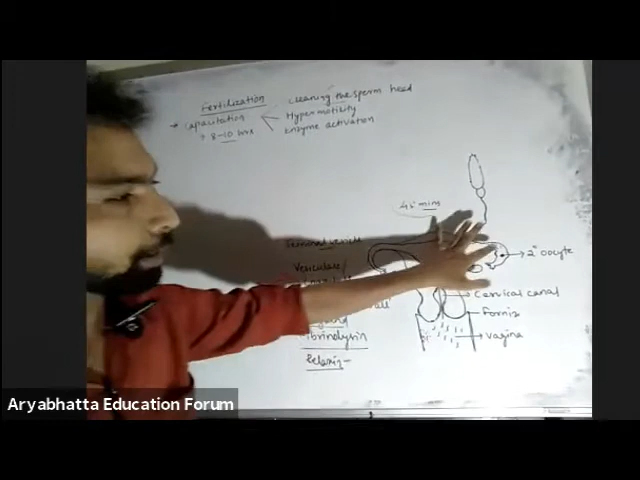 Fertilization
→ Capacitation
→ 8-10 hrs
Cleaning the sperm head
Hypermotility
Enzyme activation
45 mins
Seminal vesicle
→ 2° oocyte
Cervical canal
Fornix
→ vagina
Fibrinolysin
Relaxin -
Aryabhatta Education Forum